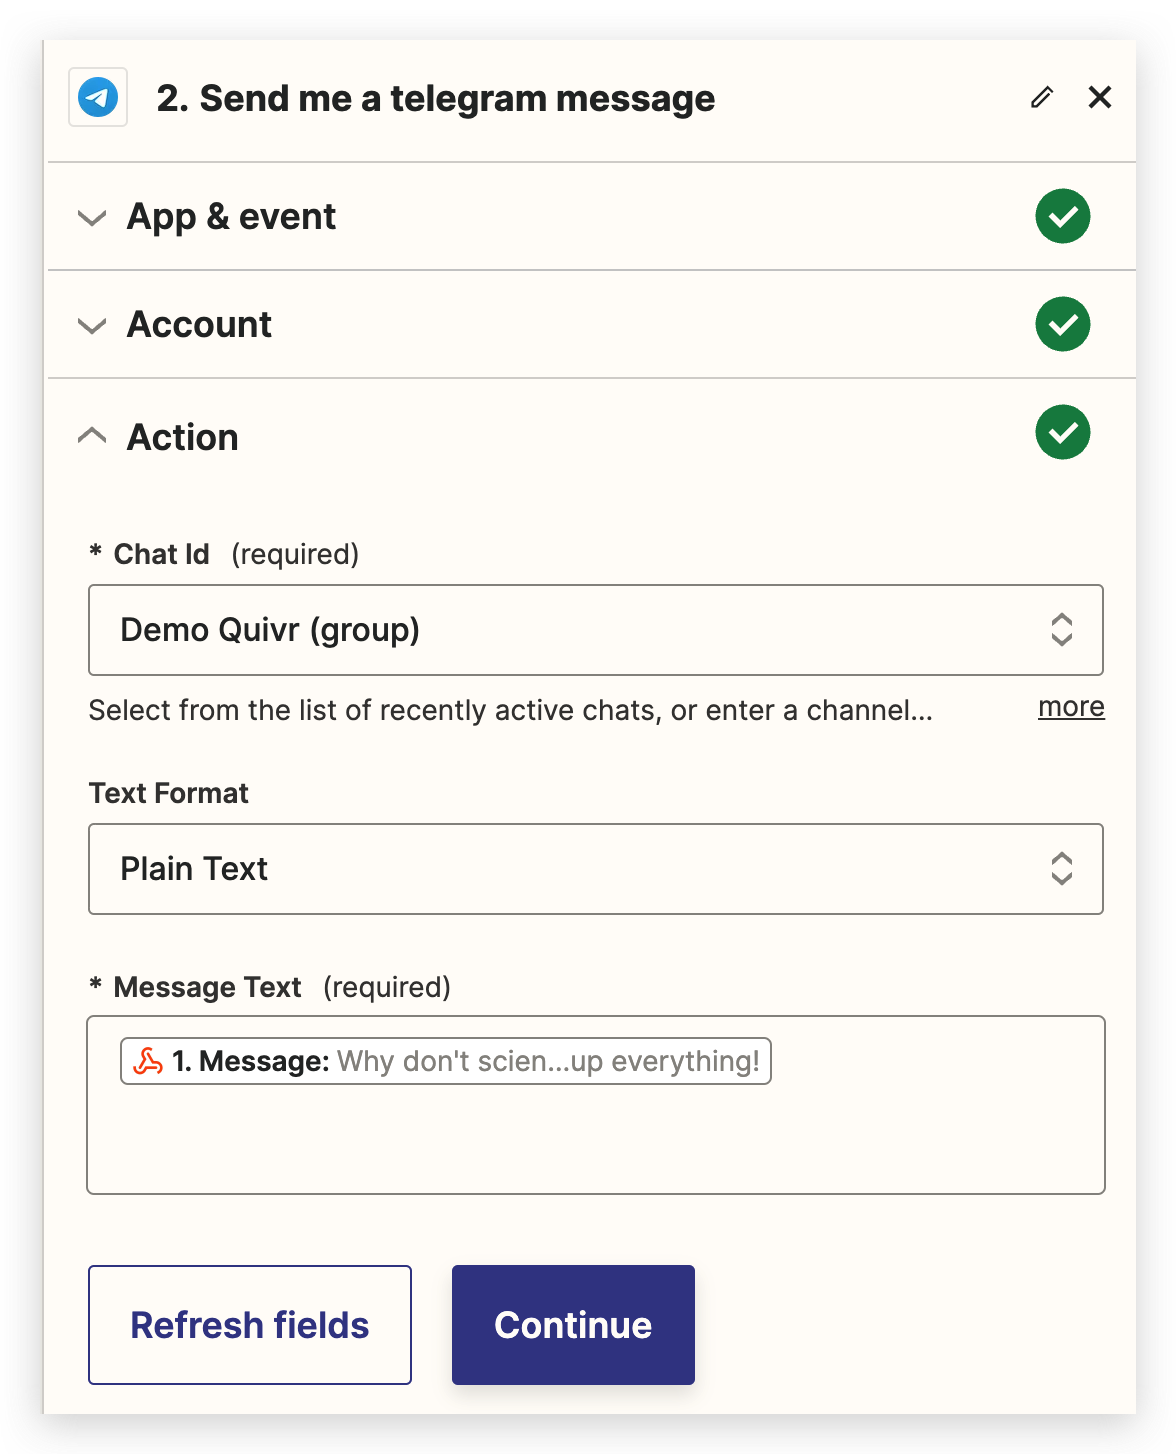 2. Send me a telegram message
App & event
Account
Action
* Chat Id (required)
Demo Quivr (group)
Select from the list of recently active chats, or enter a channel... more
Text Format
Plain Text
* Message Text (required)
1. Message: Why don't scien...up everything!
Refresh fields Continue